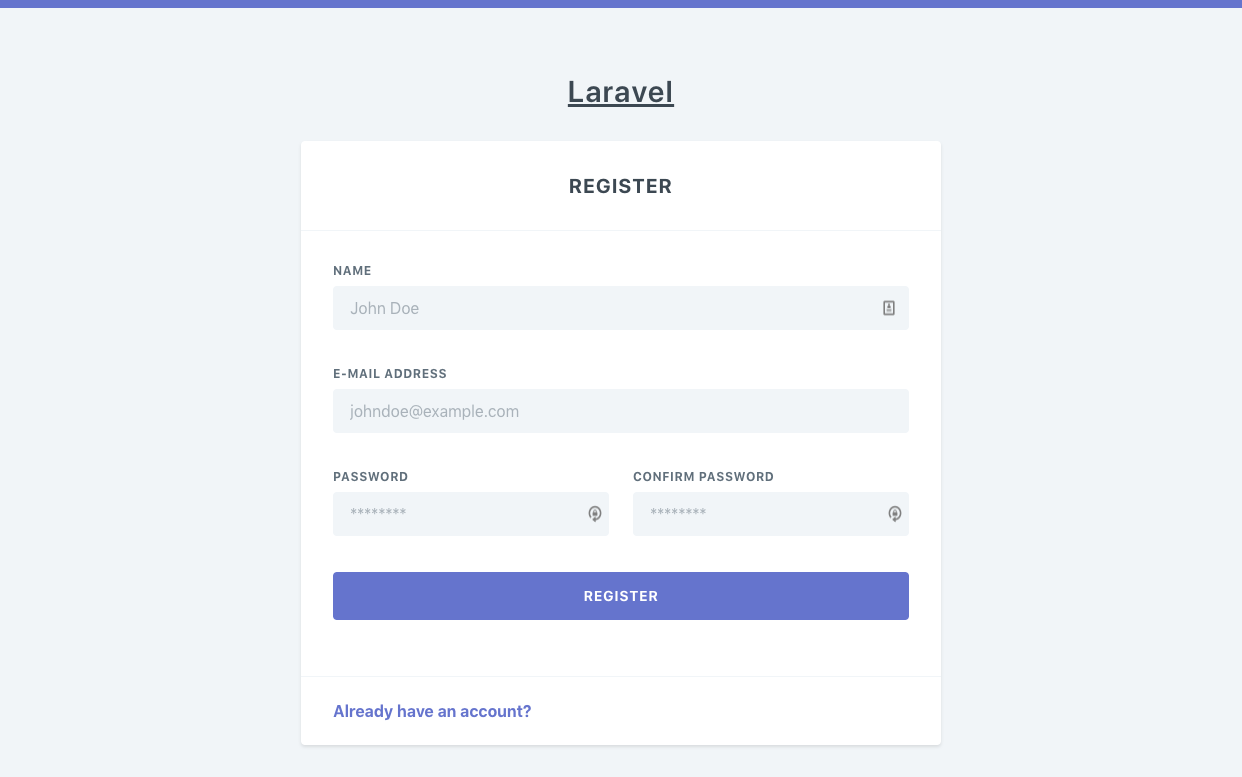 Laravel
REGISTER
NAME
John Doe
E-MAIL ADDRESS
johndoe@example.com
PASSWORD CONFIRM PASSWORD
******** ********
REGISTER
Already have an account?